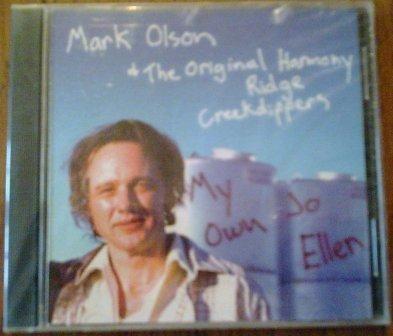 Mark Olson
+ The Original Harmony
Ridge
Creekdippers
My Jo
Own Ellen